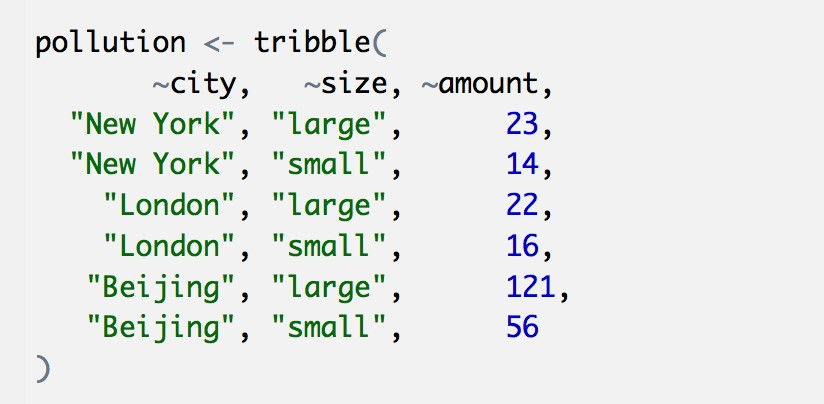 pollution <- tribble(
       ~city,   ~size, ~amount,
  "New York", "large",      23,
  "New York", "small",      14,
    "London", "large",      22,
    "London", "small",      16,
   "Beijing", "large",      121,
   "Beijing", "small",      56
)